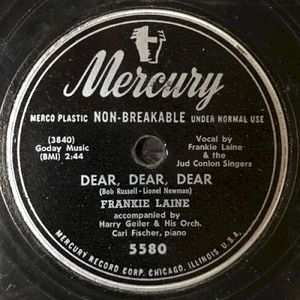 Mercury
MERCO PLASTIC NON-BREAKABLE UNDER NORMAL USE
(3840)
Goday Music
(BMI) 2:44
Vocal by
Frankie Laine
& the
Jud Conlon Singers
DEAR, DEAR, DEAR
(Bob Russell-Lionel Newman)
FRANKIE LAINE
accompanied by
Harry Geller & His Orch.
Carl Fischer, piano
5580
MERCURY RECORD CORP. CHICAGO, ILLINOIS, U.S.A.